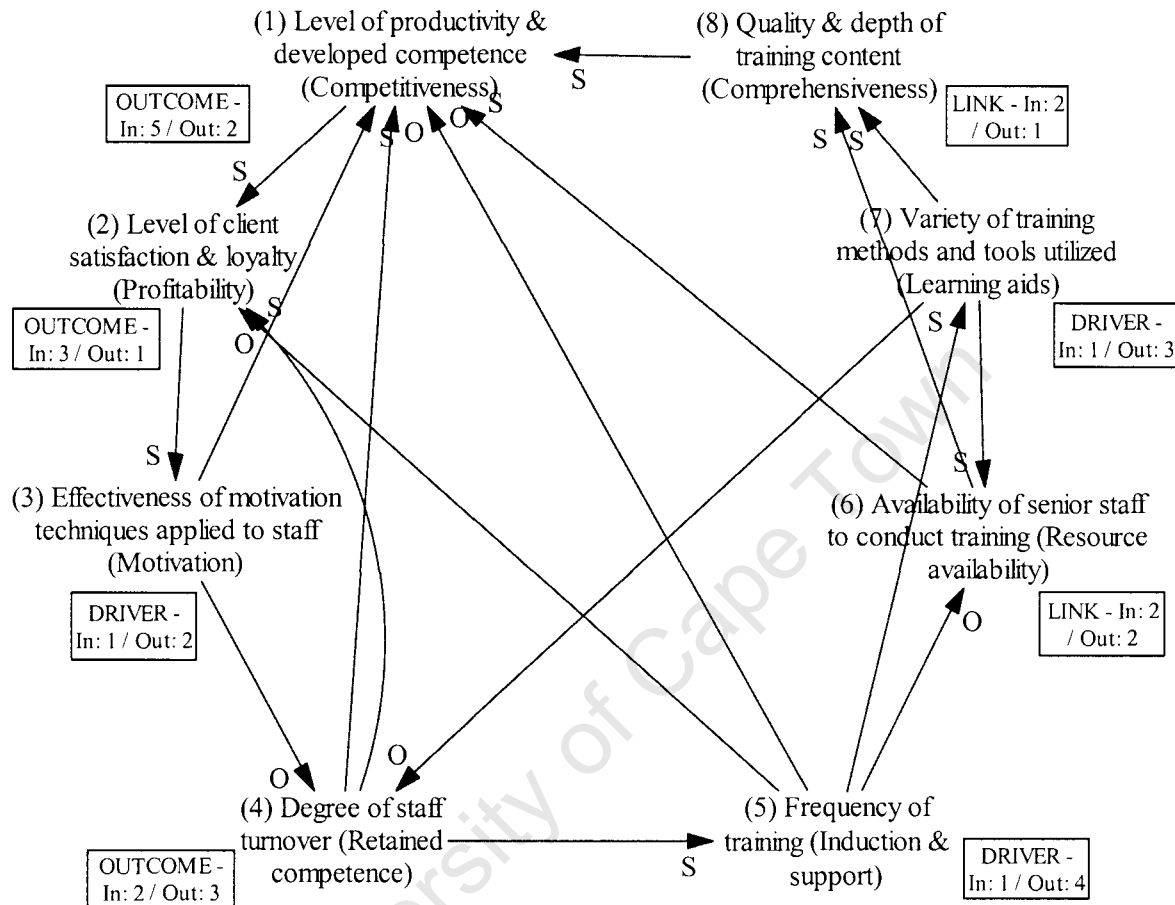 (1) Level of productivity &
developed competence
(Competitiveness)
(8) Quality & depth of
training content
(Comprehensiveness)
S
OUTCOME -
In: 5 / Out: 2
LINK - In: 2
/ Out: 1
S
O
O
S
S
S
S
(2) Level of client
satisfaction & loyalty
(Profitability)
(7) Variety of training
methods and tools utilized
(Learning aids)
OUTCOME -
In: 3 / Out: 1
S
O
S
DRIVER -
In: 1 / Out: 3
S
S
(3) Effectiveness of motivation
techniques applied to staff
(Motivation)
(6) Availability of senior staff
to conduct training (Resource
availability)
DRIVER -
In: 1 / Out: 2
O
LINK - In: 2
/ Out: 2
O
O
(4) Degree of staff
turnover (Retained
competence)
S
(5) Frequency of
training (Induction &
support)
OUTCOME -
In: 2 / Out: 3
DRIVER -
In: 1 / Out: 4
ersity of Cape Town